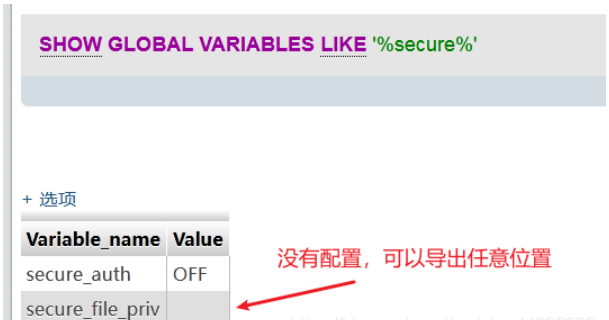 SHOW GLOBAL VARIABLES LIKE '%secure%'
+ 选项
Variable_name Value
没有配置，可以导出任意位置
secure_auth OFF
secure_file_priv